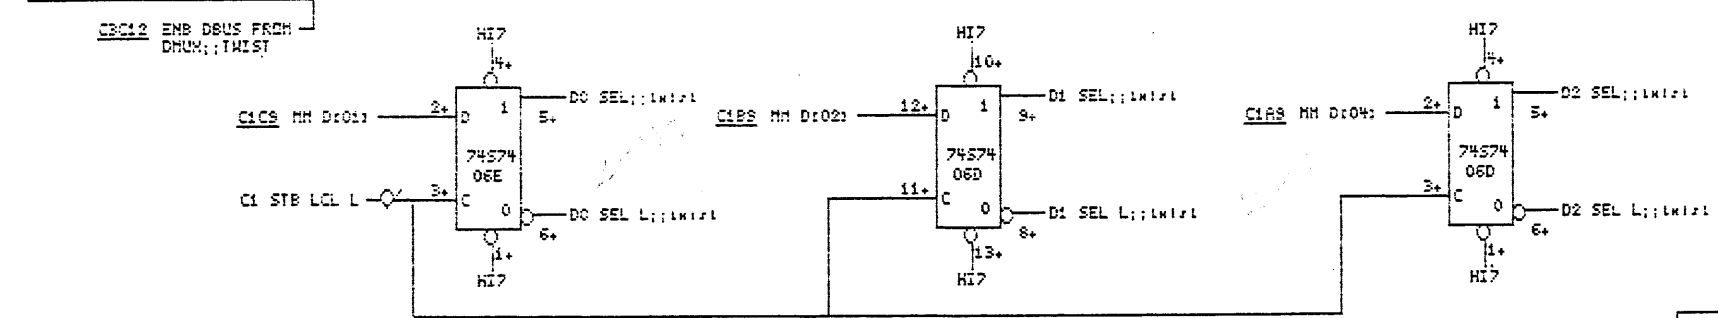 C3C12 ENB DBUS FROM
DMUX;;TWIST
HI7
4+
C1C9 MM D:01:
2+
D
1
D0 SEL;;twist
5+
74S74
06E
C1 STB LCL L
3+
C
0
D0 SEL L;;twist
6+
1+
HI7
HI7
10+
C1B9 MM D:02:
12+
D
1
D1 SEL;;twist
9+
74S74
06D
11+
C
0
D1 SEL L;;twist
8+
13+
HI7
HI7
4+
C1A9 MM D:04:
2+
D
1
D2 SEL;;twist
5+
74S74
06D
3+
C
0
D2 SEL L;;twist
6+
1+
HI7